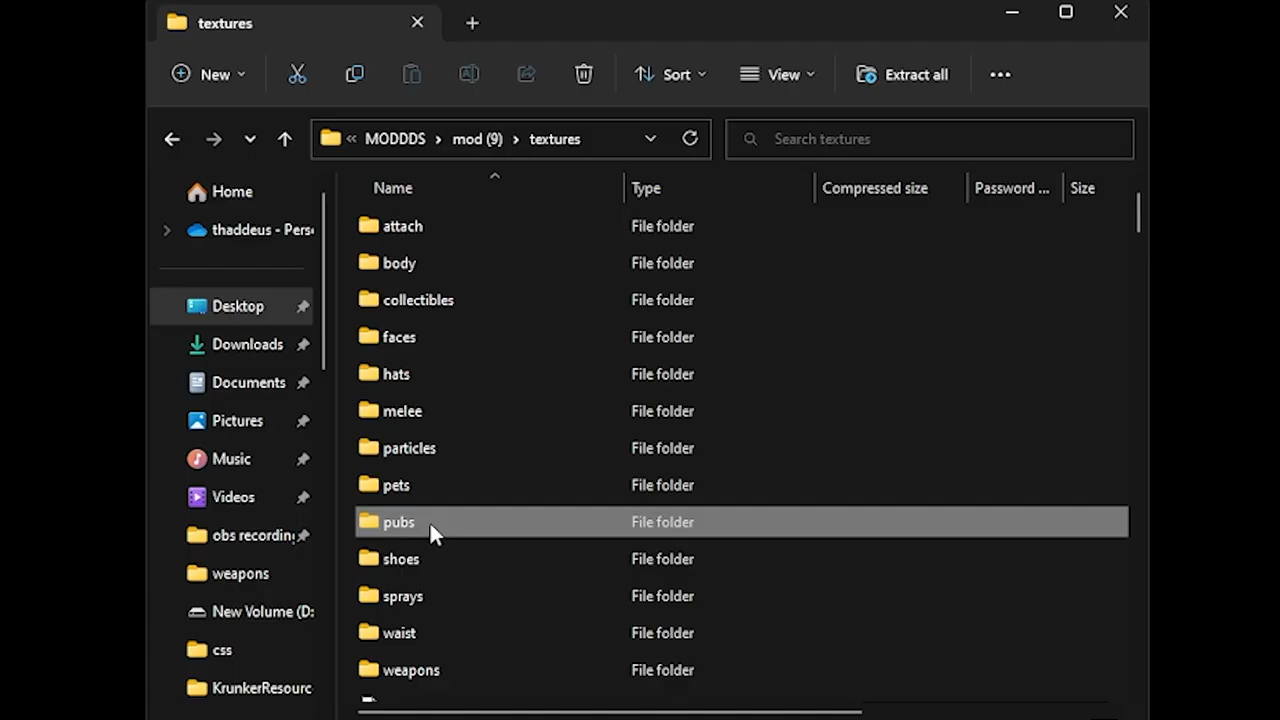 textures
New
Sort
View
Extract all
« MODDDS > mod (9) > textures
Search textures
Name
Type
Compressed size
Password ...
Size
Home
thaddeus - Pers
Desktop
Downloads
Documents
Pictures
Music
Videos
obs recording
weapons
New Volume (D:
css
KrunkerResourc
attach File folder
body File folder
collectibles File folder
faces File folder
hats File folder
melee File folder
particles File folder
pets File folder
pubs File folder
shoes File folder
sprays File folder
waist File folder
weapons File folder